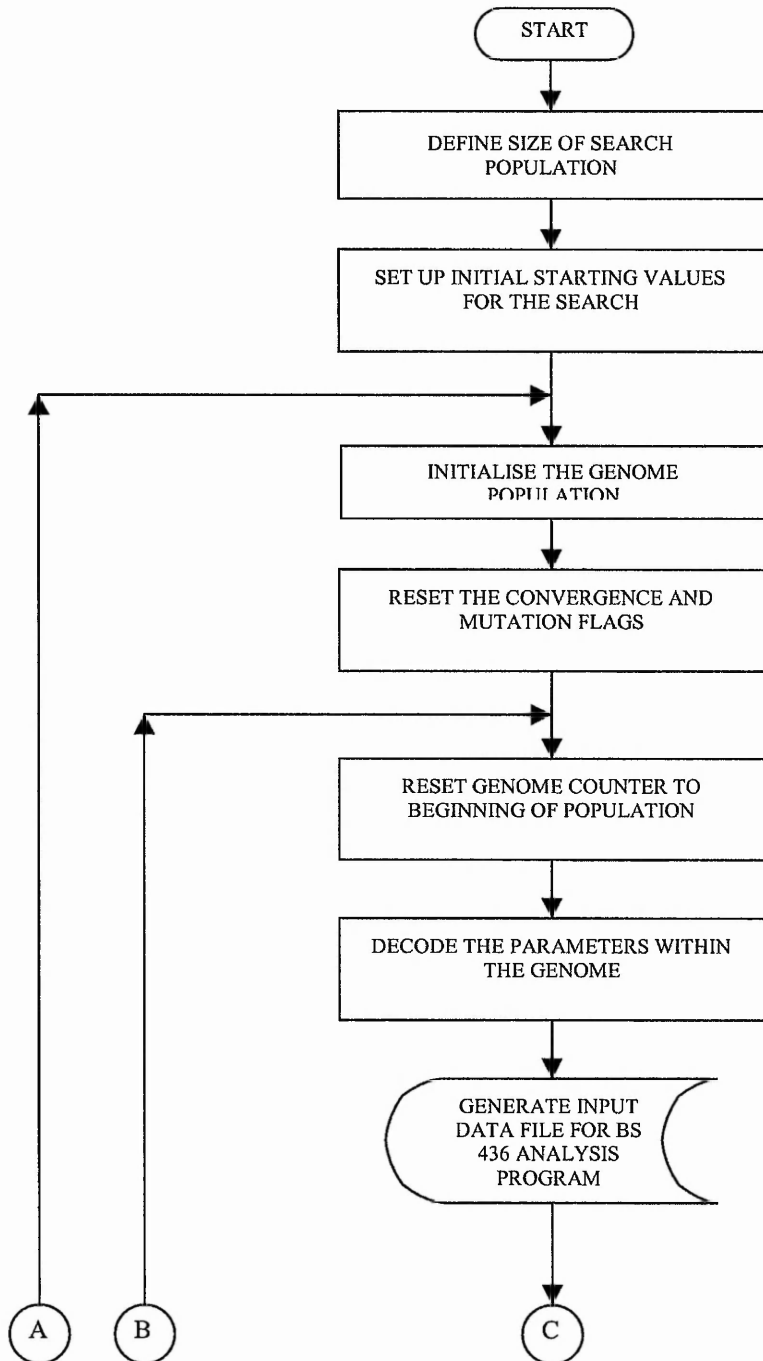 START
DEFINE SIZE OF SEARCH
POPULATION
SET UP INITIAL STARTING VALUES
FOR THE SEARCH
INITIALISE THE GENOME
POPULATION
RESET THE CONVERGENCE AND
MUTATION FLAGS
RESET GENOME COUNTER TO
BEGINNING OF POPULATION
DECODE THE PARAMETERS WITHIN
THE GENOME
GENERATE INPUT
DATA FILE FOR BS
436 ANALYSIS
PROGRAM
A
B
C